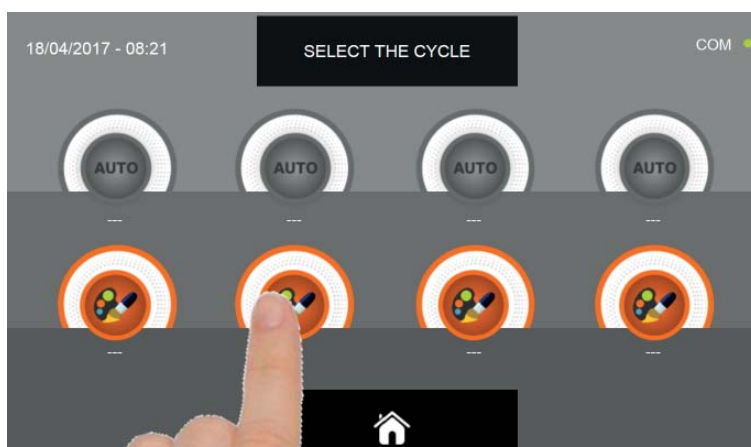 18/04/2017 - 08:21
SELECT THE CYCLE
COM
AUTO AUTO AUTO AUTO
--- --- --- ---
--- --- ---